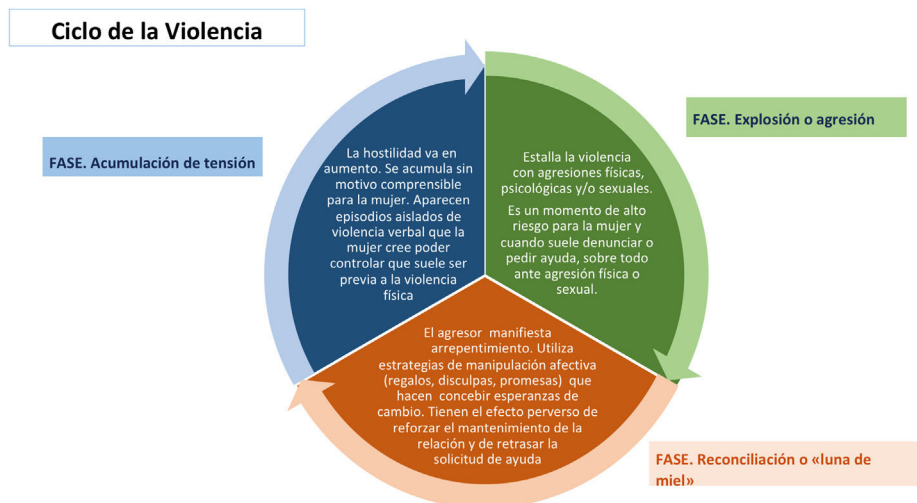 Ciclo de la Violencia
FASE. Acumulación de tensión
La hostilidad va en
aumento. Se acumula sin
motivo comprensible
para la mujer. Aparecen
episodios aislados de
violencia verbal que la
mujer cree poder
controlar que suele ser
previa a la violencia
física
FASE. Explosión o agresión
Estalla la violencia
con agresiones físicas,
psicológicas y/o sexuales.
Es un momento de alto
riesgo para la mujer y
cuando suele denunciar o
pedir ayuda, sobre todo
ante agresión física o
sexual.
El agresor manifiesta
arrepentimiento. Utiliza
estrategias de manipulación afectiva
(regalos, disculpas, promesas) que
hacen concebir esperanzas de
cambio. Tienen el efecto perverso de
reforzar el mantenimiento de la
relación y de retrasar la
solicitud de ayuda
FASE. Reconciliación o «luna de
miel»